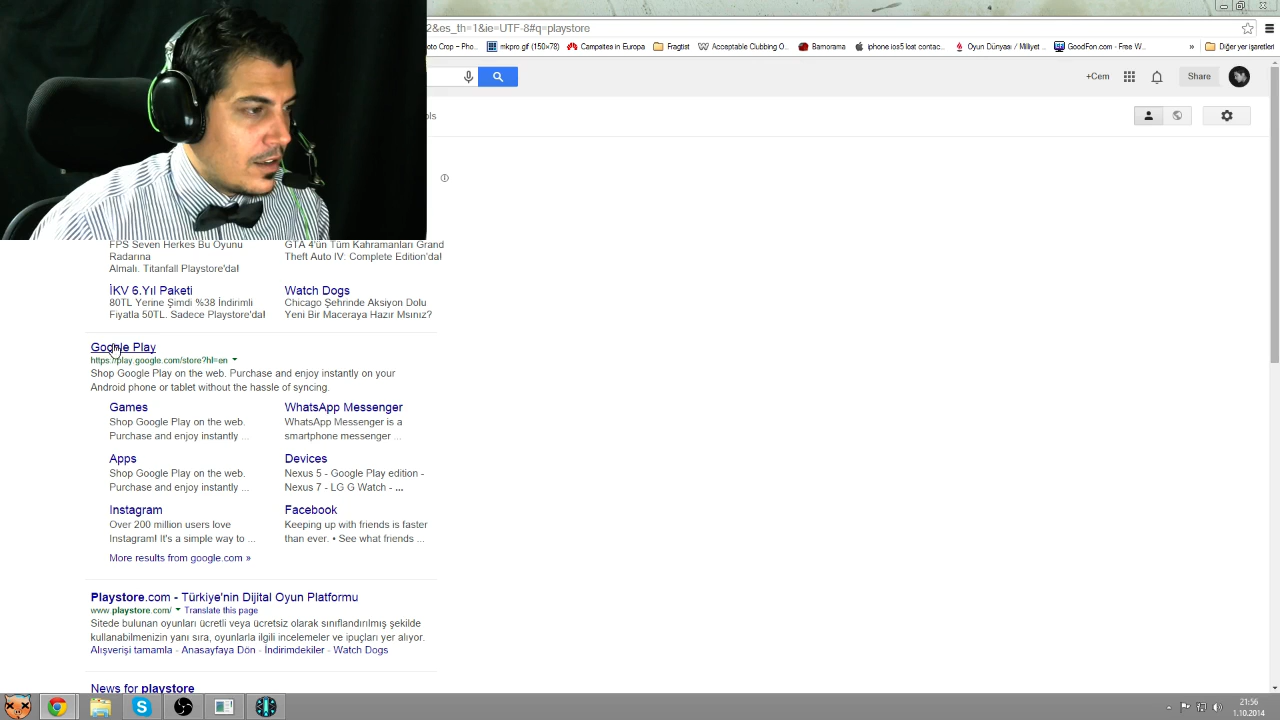 2&es_th=1&ie=UTF-8#q=playstore
oto Crop – Pho... mkpro.gif (150×78) Campsites in Europa Fragtist Acceptable Clubbing O... Bamorama iphone ios5 lost contac... Oyun Dünyası / Milliyet ... GoodFon.com - Free W... » Diğer yer işaretleri
+Cem Share
ols
FPS Seven Herkes Bu Oyunu
Radarına
Almalı. Titanfall Playstore'da!
GTA 4'ün Tüm Kahramanları Grand
Theft Auto IV: Complete Edition'da!
İKV 6.Yıl Paketi
80TL Yerine Şimdi %38 İndirimli
Fiyatla 50TL. Sadece Playstore'da!
Watch Dogs
Chicago Şehrinde Aksiyon Dolu
Yeni Bir Maceraya Hazır Mısınız?
Google Play
https://play.google.com/store?hl=en
Shop Google Play on the web. Purchase and enjoy instantly on your
Android phone or tablet without the hassle of syncing.
Games
Shop Google Play on the web.
Purchase and enjoy instantly ...
WhatsApp Messenger
WhatsApp Messenger is a
smartphone messenger ...
Apps
Shop Google Play on the web.
Purchase and enjoy instantly ...
Devices
Nexus 5 - Google Play edition -
Nexus 7 - LG G Watch - ...
Instagram
Over 200 million users love
Instagram! It's a simple way to ...
Facebook
Keeping up with friends is faster
than ever. • See what friends ...
More results from google.com »
Playstore.com - Türkiye'nin Dijital Oyun Platformu
www.playstore.com/ Translate this page
Sitede bulunan oyunları ücretli veya ücretsiz olarak sınıflandırılmış şekilde
kullanabilmenizin yanı sıra, oyunlarla ilgili incelemeler ve ipuçları yer alıyor.
Alışverişi tamamla - Anasayfaya Dön - İndirimdekiler - Watch Dogs
News for playstore
21:56
1.10.2014